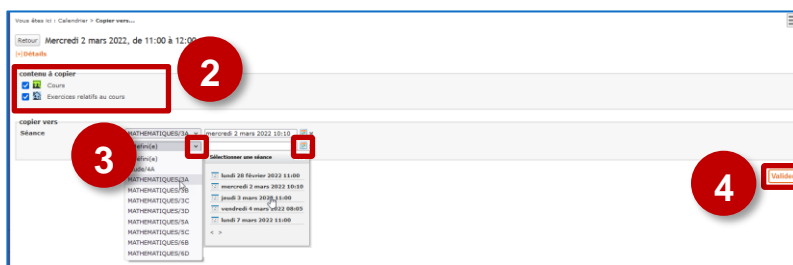 Vous êtes ici : Calendrier > Copier vers...
Retour Mercredi 2 mars 2022, de 11:00 à 12:00
[+]Détails
2
contenu à copier
Cours
Exercices relatifs au cours
copier vers
Séance MATHEMATIQUES/3A mercredi 2 mars 2022 10:10 x
3
4
Valider
MATHEMATIQUES/3A
MATHEMATIQUES/3B
MATHEMATIQUES/3C
MATHEMATIQUES/3D
MATHEMATIQUES/5A
MATHEMATIQUES/5C
MATHEMATIQUES/6B
MATHEMATIQUES/6D
Sélectionner une séance
lundi 28 février 2022 11:00
mercredi 2 mars 2022 10:10
jeudi 3 mars 2022 11:00
vendredi 4 mars 2022 08:05
lundi 7 mars 2022 11:00
< >